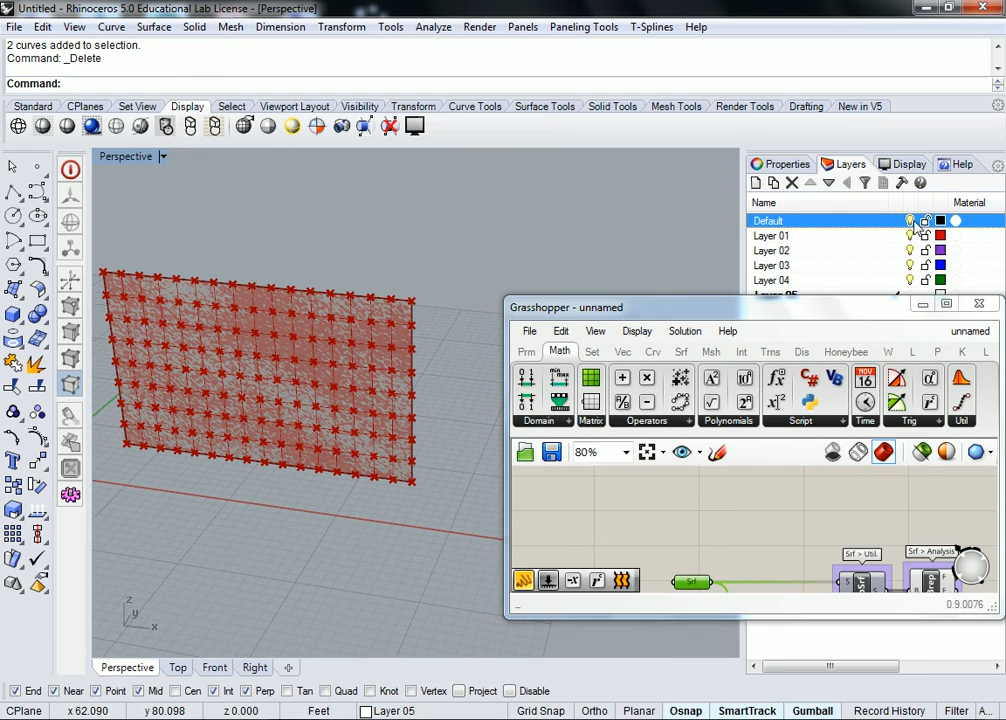 Untitled - Rhinoceros 5.0 Educational Lab License - [Perspective]
File Edit View Curve Surface Solid Mesh Dimension Transform Tools Analyze Render Panels Paneling Tools T-Splines Help
2 curves added to selection.
Command: _Delete
Command:
Standard CPlanes Set View Display Select Viewport Layout Visibility Transform Curve Tools Surface Tools Solid Tools Mesh Tools Render Tools Drafting New in V5
Perspective
Properties Layers Display Help
Name Material
Default
Layer 01
Layer 02
Layer 03
Layer 04
Grasshopper - unnamed
File Edit View Display Solution Help unnamed
Prm Math Set Vec Crv Srf Msh Int Trns Dis Honeybee W L P K L
Domain Matrix Operators Polynomials Script Time Trig Util
80%
Srf > Util. Srf > Analysis
Srf
0.9.0076
z
y
x
Perspective Top Front Right
End Near Point Mid Cen Int Perp Tan Quad Knot Vertex Project Disable
CPlane x 62.090 y 80.098 z 0.000 Feet Layer 05 Grid Snap Ortho Planar Osnap SmartTrack Gumball Record History Filter A...